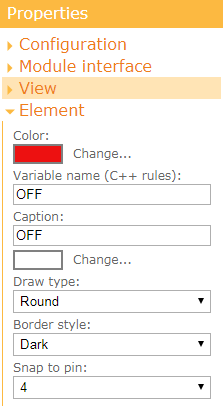 Properties
Configuration
Module interface
View
Element
Color:
Change...
Variable name (C++ rules):
OFF
Caption:
OFF
Change...
Draw type:
Round
Border style:
Dark
Snap to pin:
4